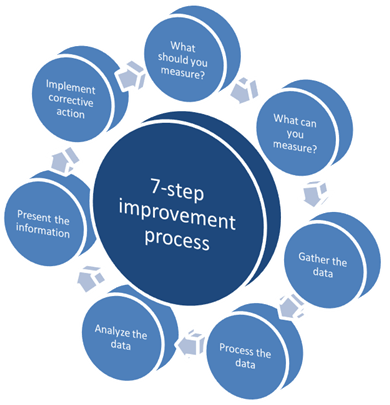 7-step
improvement
process
What
should you
measure?
What can
you
measure?
Gather the
data
Process the
data
Analyze the
data
Present the
information
Implement
corrective
action